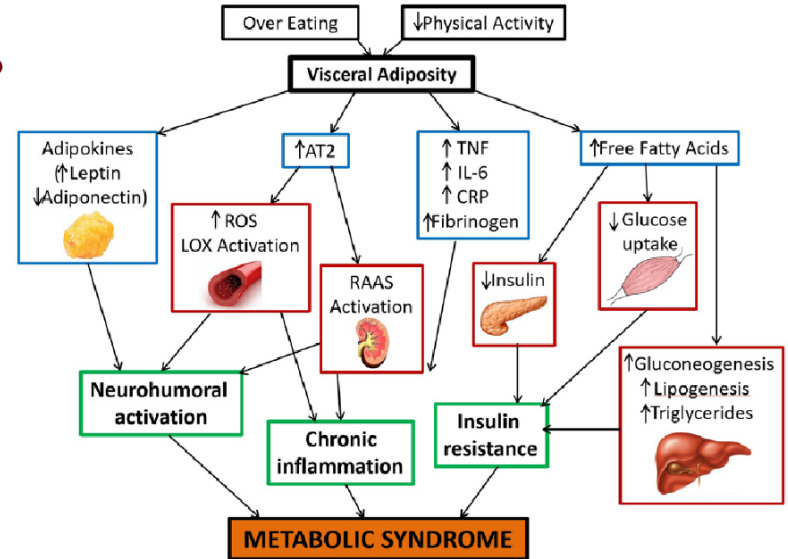 Over Eating
↓Physical Activity
Visceral Adiposity
Adipokines
(↑Leptin
↓Adiponectin)
↑AT2
↑ TNF
↑ IL-6
↑ CRP
↑Fibrinogen
↑Free Fatty Acids
↑ ROS
LOX Activation
RAAS
Activation
↓Insulin
↓ Glucose
uptake
↑Gluconeogenesis
↑ Lipogenesis
↑Triglycerides
Neurohumoral
activation
Chronic
inflammation
Insulin
resistance
METABOLIC SYNDROME